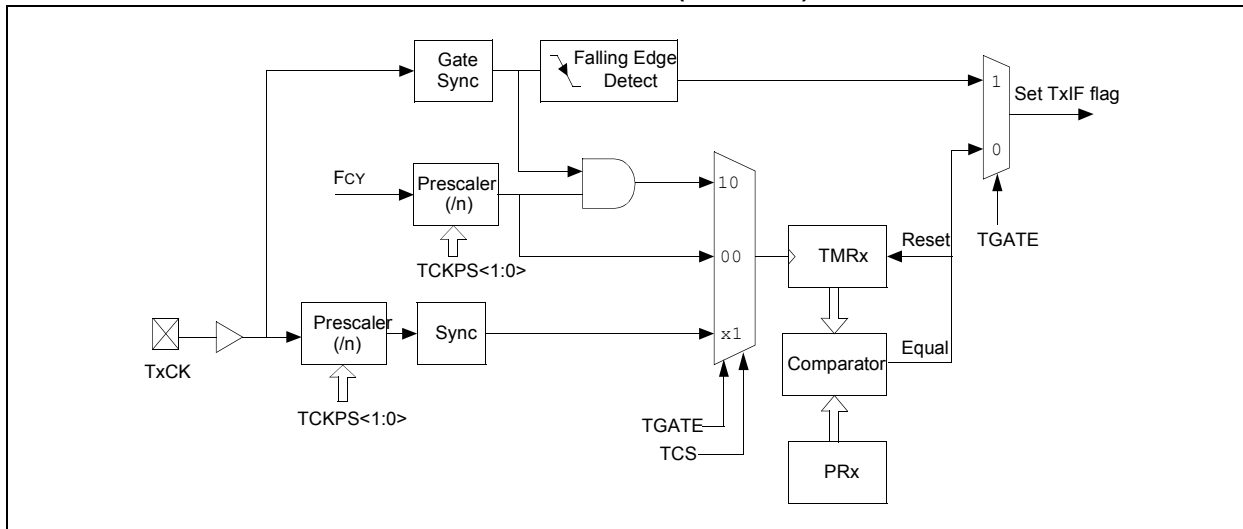 Gate
Sync
Falling Edge
Detect
1
Set TxIF flag
0
FCY
Prescaler
(/n)
10
TGATE
00
TMRx
Reset
TCKPS<1:0>
Prescaler
(/n)
Sync
x1
TxCK
Comparator
Equal
TCKPS<1:0>
TGATE
TCS
PRx